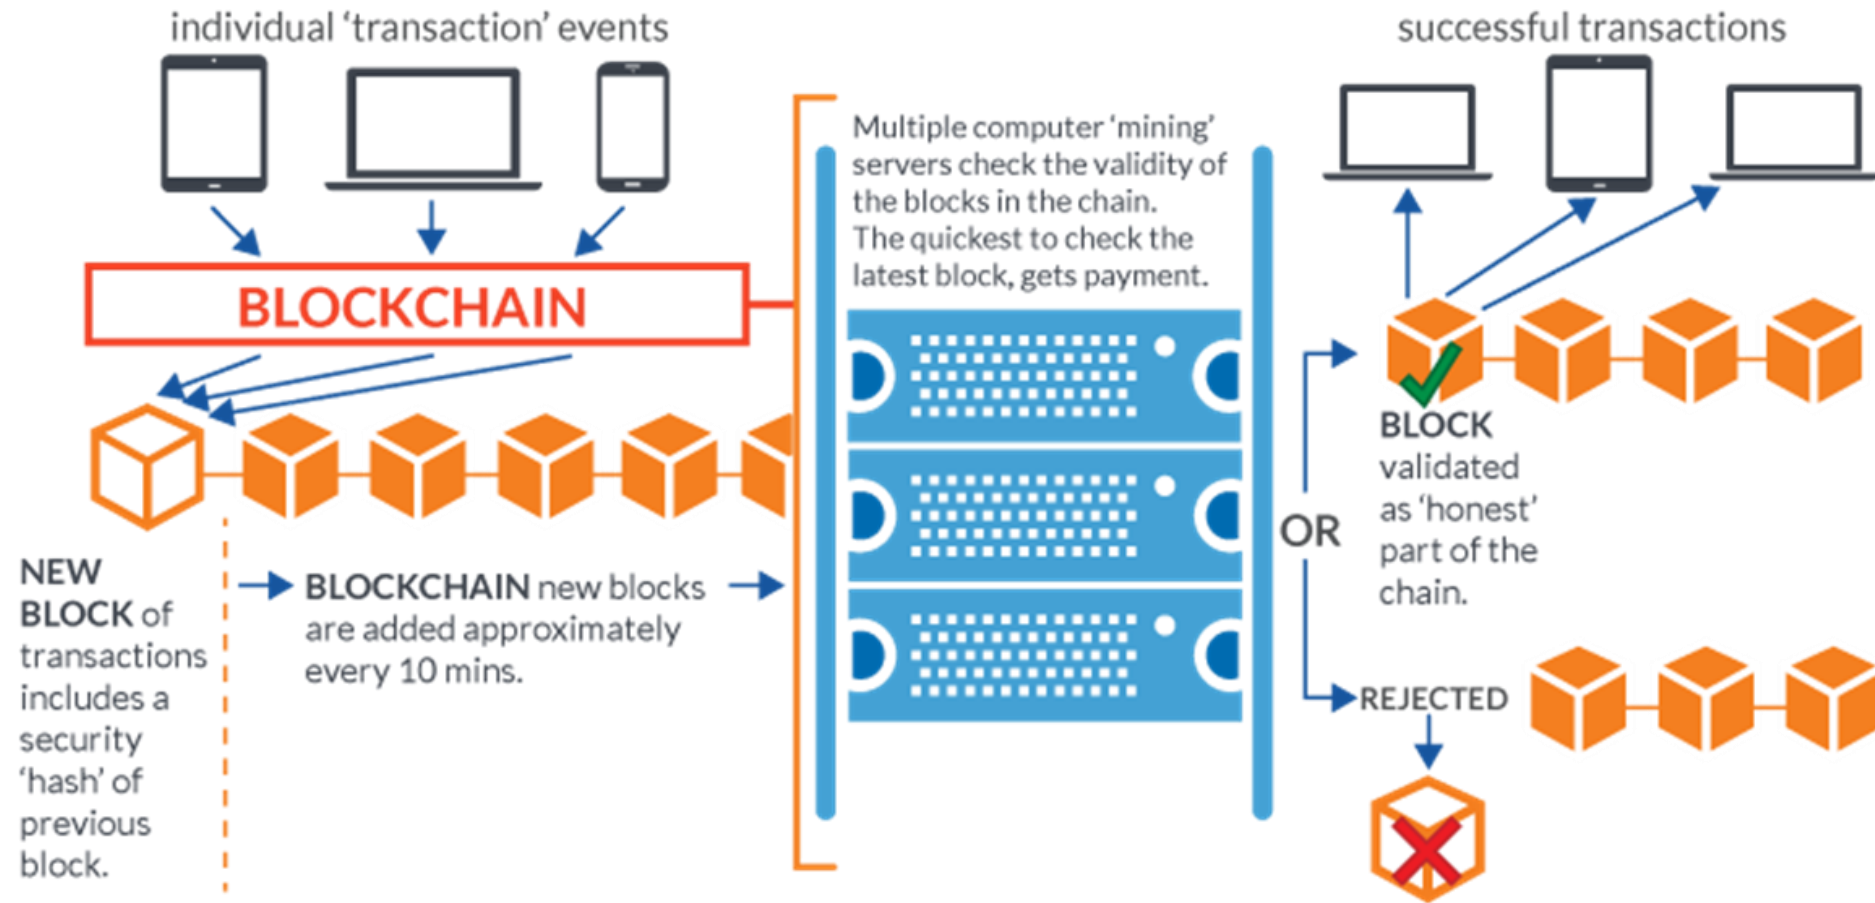 individual ‘transaction’ events
BLOCKCHAIN
NEW
BLOCK of
transactions
includes a
security
‘hash’ of
previous
block.
BLOCKCHAIN new blocks
are added approximately
every 10 mins.
Multiple computer ‘mining’
servers check the validity of
the blocks in the chain.
The quickest to check the
latest block, gets payment.
OR
successful transactions
BLOCK
validated
as ‘honest’
part of the
chain.
REJECTED